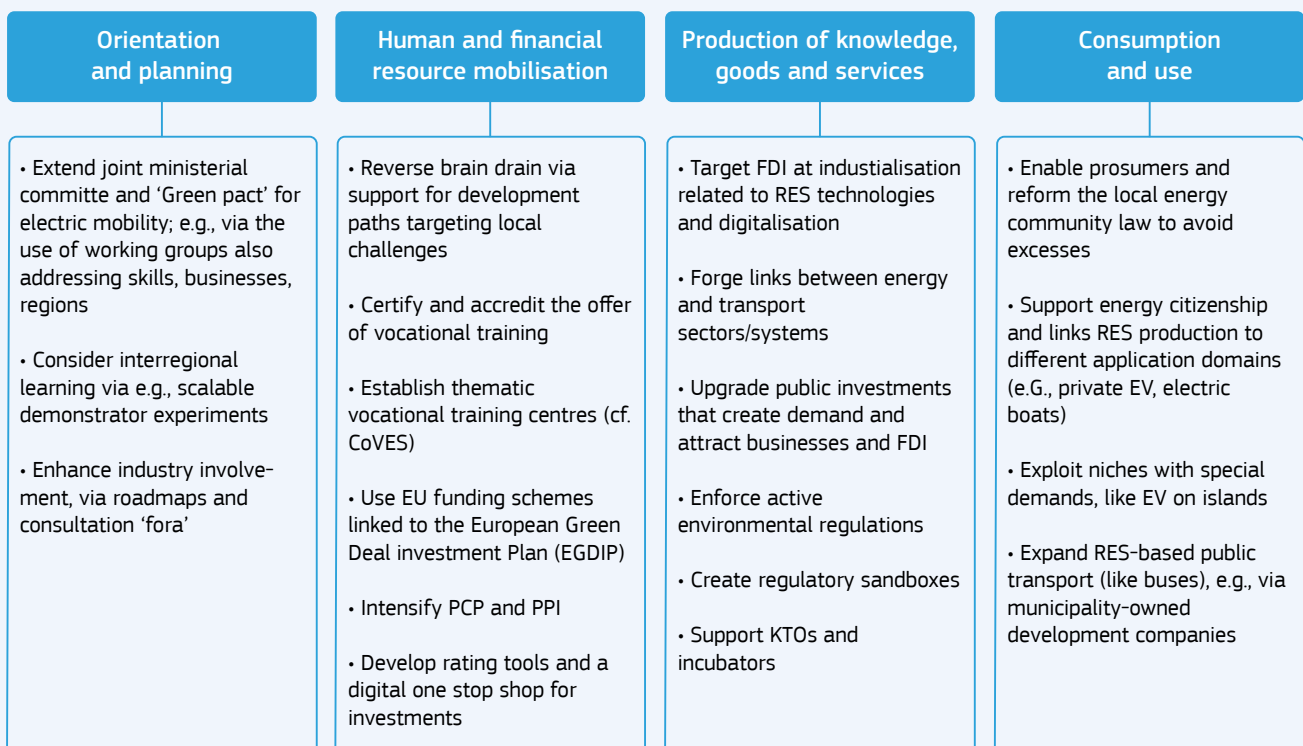 Orientation
and planning
• Extend joint ministerial
committe and ‘Green pact’ for
electric mobility; e.g., via the
use of working groups also
addressing skills, businesses,
regions
• Consider interregional
learning via e.g., scalable
demonstrator experiments
• Enhance industry involve-
ment, via roadmaps and
consultation ‘fora’
Human and financial
resource mobilisation
• Reverse brain drain via
support for development
paths targeting local
challenges
• Certify and accredit the offer
of vocational training
• Establish thematic
vocational training centres (cf.
CoVES)
• Use EU funding schemes
linked to the European Green
Deal investment Plan (EGDIP)
• Intensify PCP and PPI
• Develop rating tools and a
digital one stop shop for
investments
Production of knowledge,
goods and services
• Target FDI at industialisation
related to RES technologies
and digitalisation
• Forge links between energy
and transport
sectors/systems
• Upgrade public investments
that create demand and
attract businesses and FDI
• Enforce active
environmental regulations
• Create regulatory sandboxes
• Support KTOs and
incubators
Consumption
and use
• Enable prosumers and
reform the local energy
community law to avoid
excesses
• Support energy citizenship
and links RES production to
different application domains
(e.G., private EV, electric
boats)
• Exploit niches with special
demands, like EV on islands
• Expand RES-based public
transport (like buses), e.g., via
municipality-owned
development companies